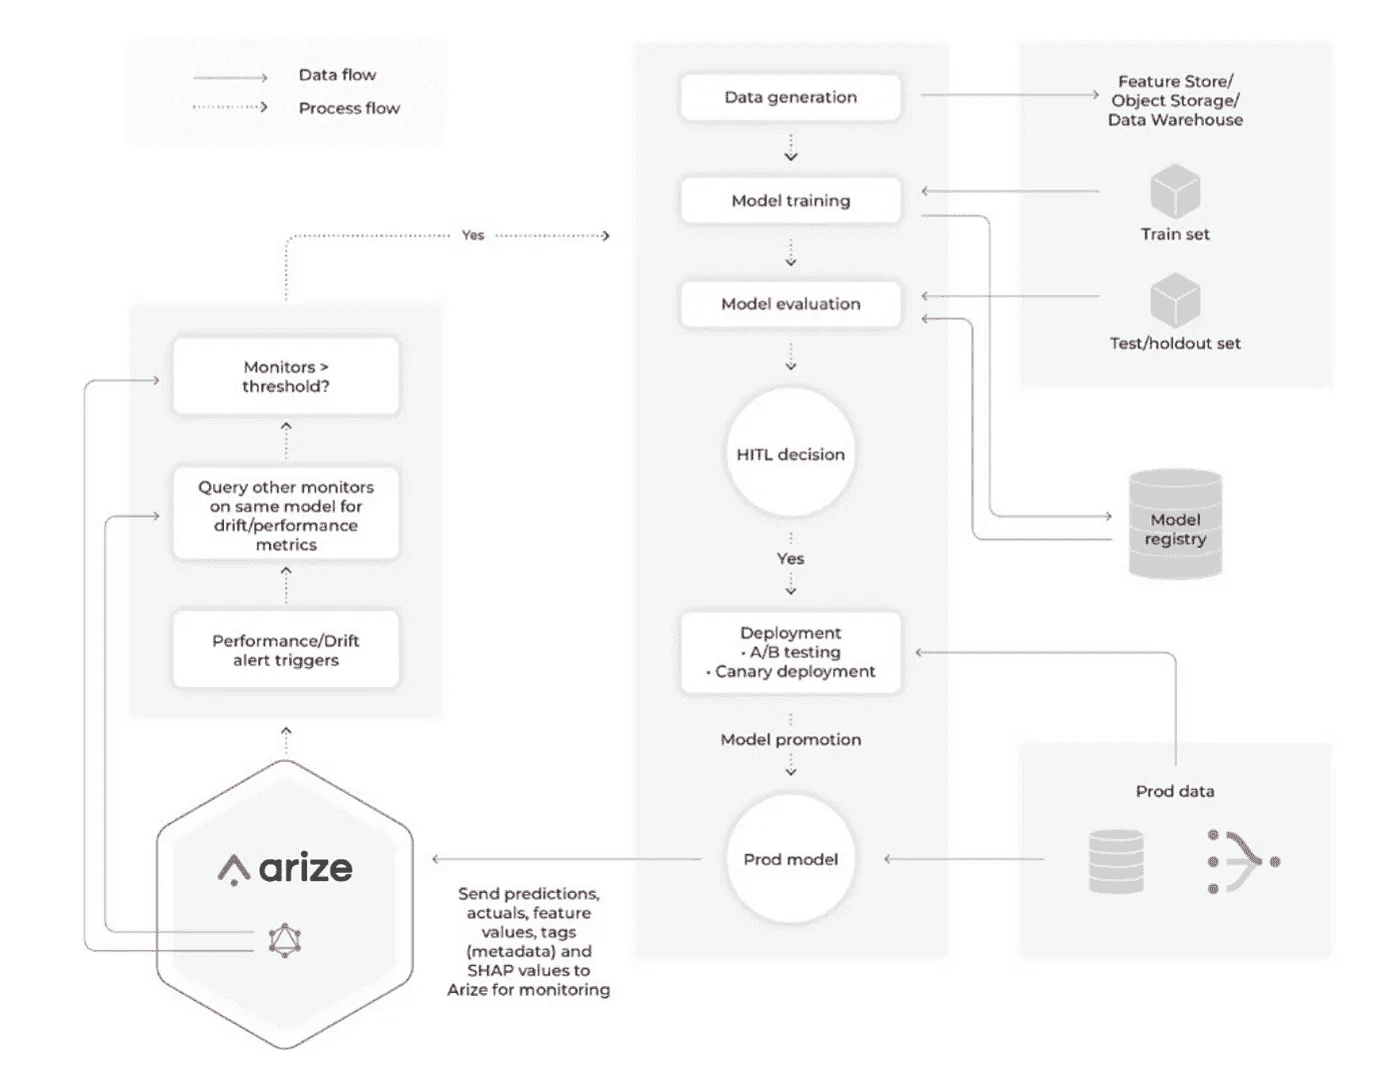 Data flow
Process flow
Data generation
Feature Store/
Object Storage/
Data Warehouse
Model training
Train set
Yes
Model evaluation
Test/holdout set
Monitors >
threshold?
HITL decision
Query other monitors
on same model for
drift/performance
metrics
Model
registry
Yes
Performance/Drift
alert triggers
Deployment
· A/B testing
· Canary deployment
Model promotion
Prod data
Prod model
arize
Send predictions,
actuals, feature
values, tags
(metadata) and
SHAP values to
Arize for monitoring